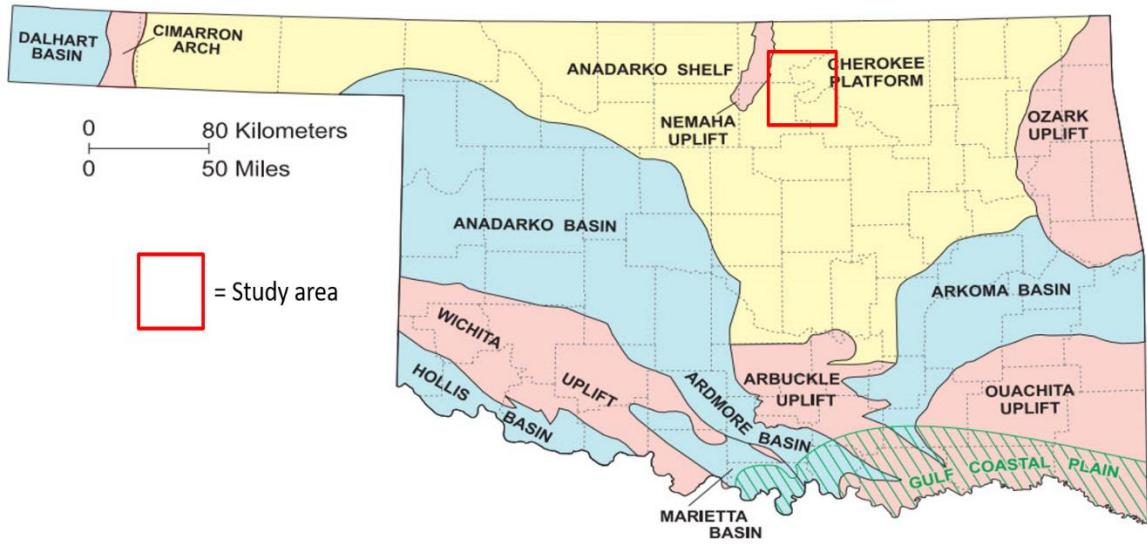 DALHART
BASIN
CIMARRON
ARCH
ANADARKO SHELF
CHEROKEE
PLATFORM
NEMAHA
UPLIFT
OZARK
UPLIFT
0 80 Kilometers
0 50 Miles
ANADARKO BASIN
= Study area
ARKOMA BASIN
WICHITA
UPLIFT
HOLLIS
BASIN
ARDMORE
BASIN
ARBUCKLE
UPLIFT
OUACHITA
UPLIFT
GULF COASTAL PLAIN
MARIETTA
BASIN